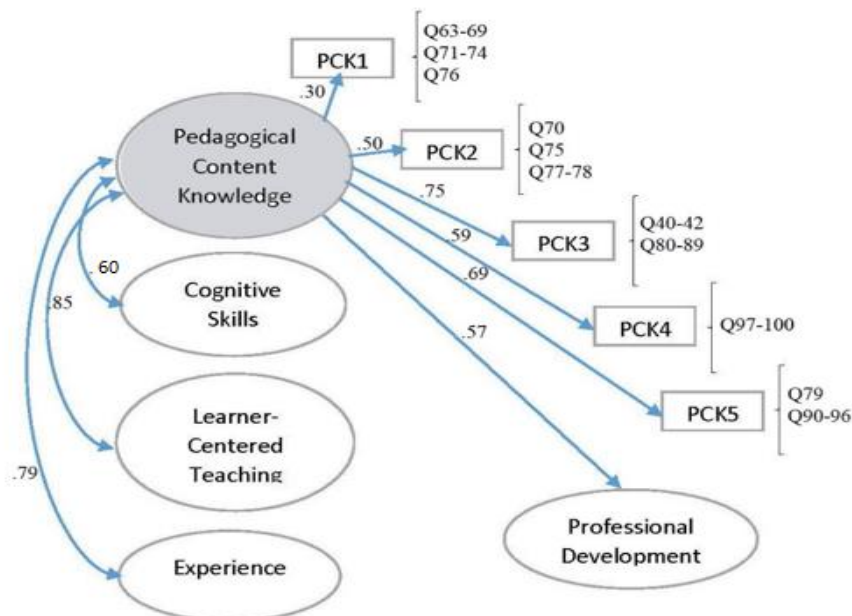 Q63-69
Q71-74
Q76
PCK1
.30
Pedagogical
Content
Knowledge
.50
PCK2
Q70
Q75
Q77-78
.75
PCK3
Q40-42
Q80-89
.59
.69
. 60
.85
Cognitive
Skills
.57
PCK4
Q97-100
Q79
Q90-96
PCK5
Learner-
Centered
Teaching
.79
Professional
Development
Experience